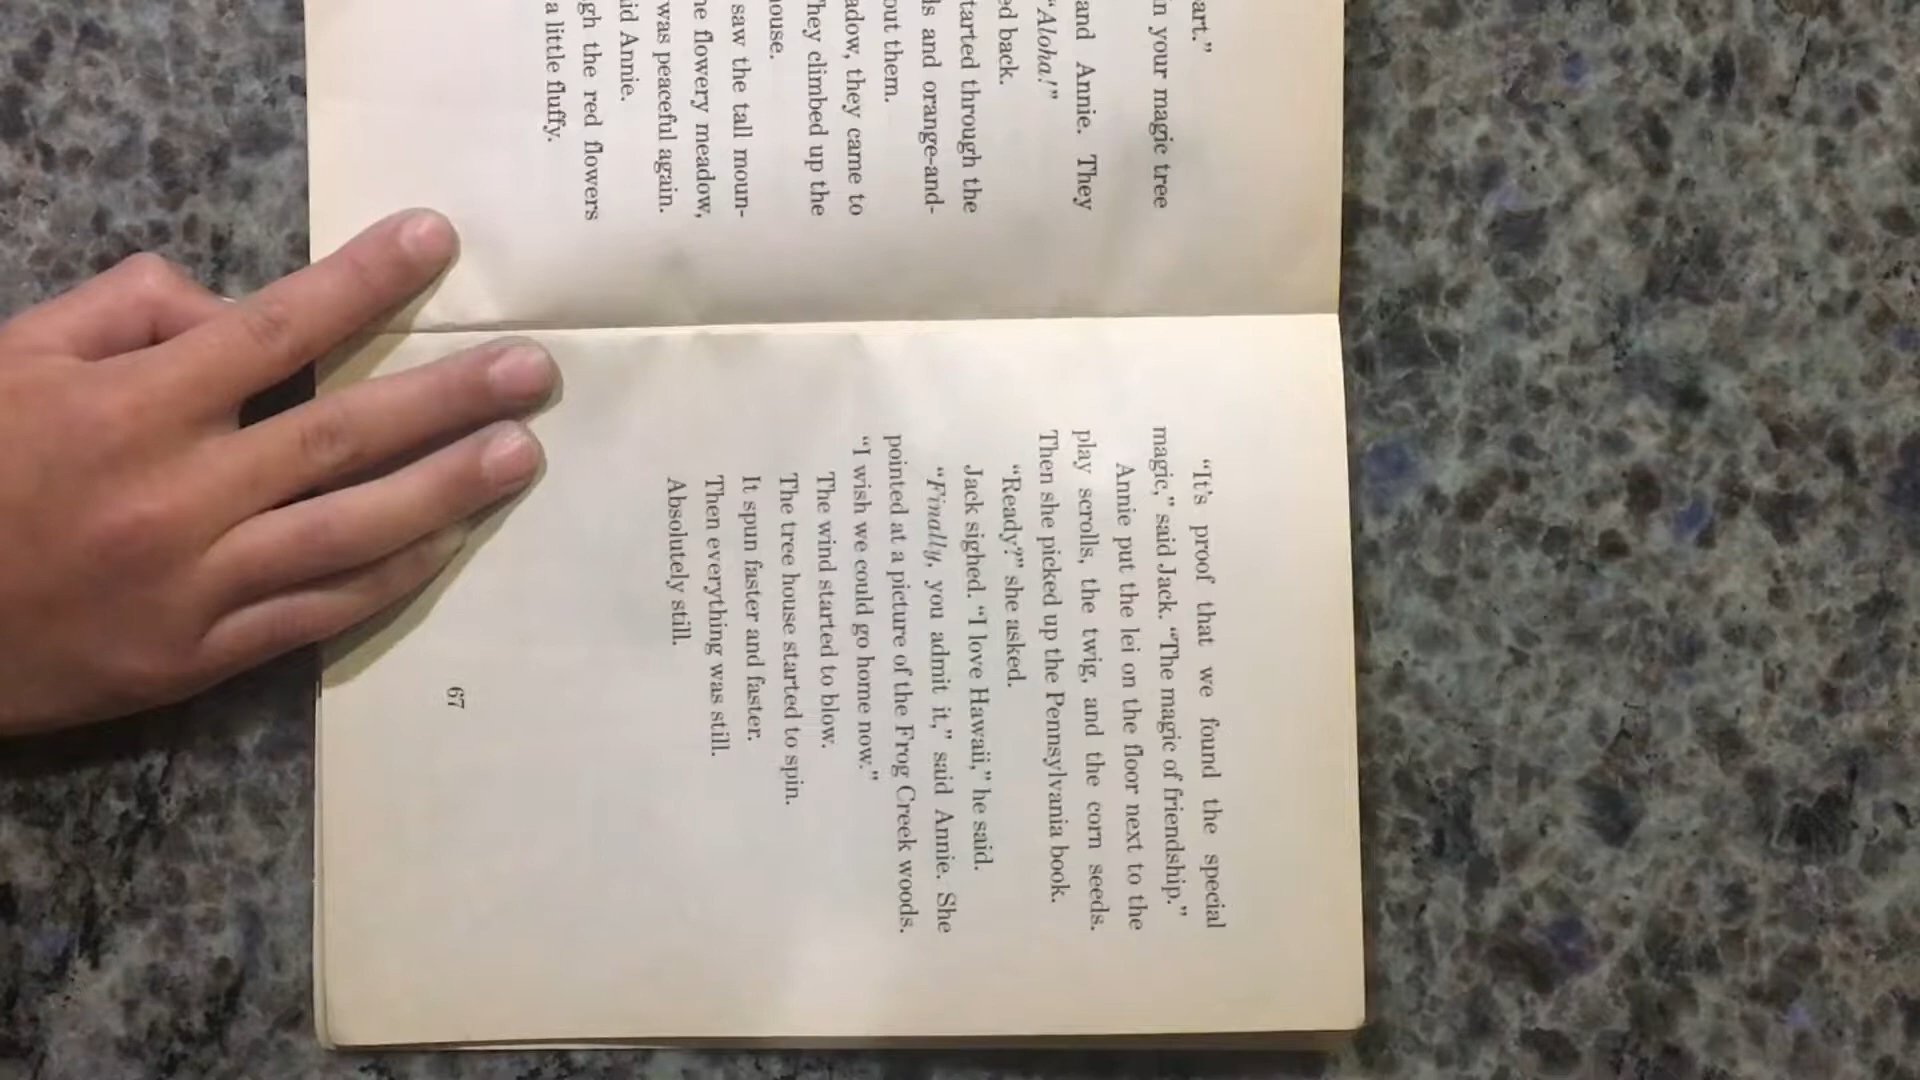 art."
in your magic tree
and Annie. They
"Aloha!"
ed back.
tarted through the
ls and orange-and-
out them.
adow, they came to
They climbed up the
house.
saw the tall moun-
he flowery meadow,
was peaceful again.
id Annie.
gh the red flowers
a little fluffy.
"It's proof that we found the special
magic," said Jack. "The magic of friendship."
Annie put the lei on the floor next to the
play scrolls, the twig, and the corn seeds.
Then she picked up the Pennsylvania book.
"Ready?" she asked.
Jack sighed. "I love Hawaii," he said.
"Finally, you admit it," said Annie. She
pointed at a picture of the Frog Creek woods.
"I wish we could go home now."
The wind started to blow.
The tree house started to spin.
It spun faster and faster.
Then everything was still.
Absolutely still.
67